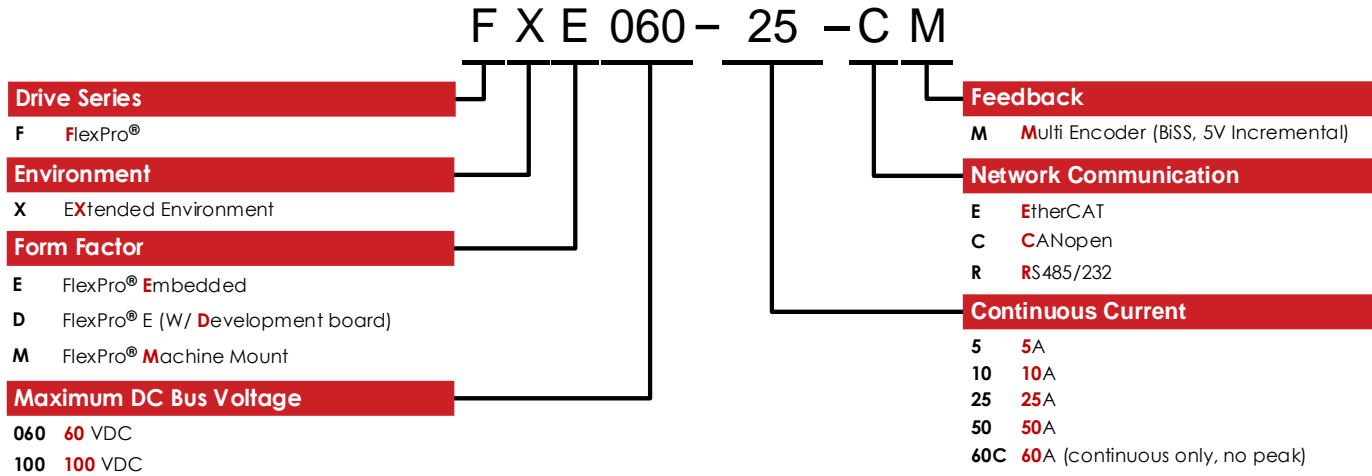 F X E 060 – 25 – C M
Drive Series
F FlexPro®
Environment
X EXtended Environment
Form Factor
E FlexPro® Embedded
D FlexPro® E (W/ Development board)
M FlexPro® Machine Mount
Maximum DC Bus Voltage
060 60 VDC
100 100 VDC
Feedback
M Multi Encoder (BiSS, 5V Incremental)
Network Communication
E EtherCAT
C CANopen
R RS485/232
Continuous Current
5 5A
10 10A
25 25A
50 50A
60C 60A (continuous only, no peak)